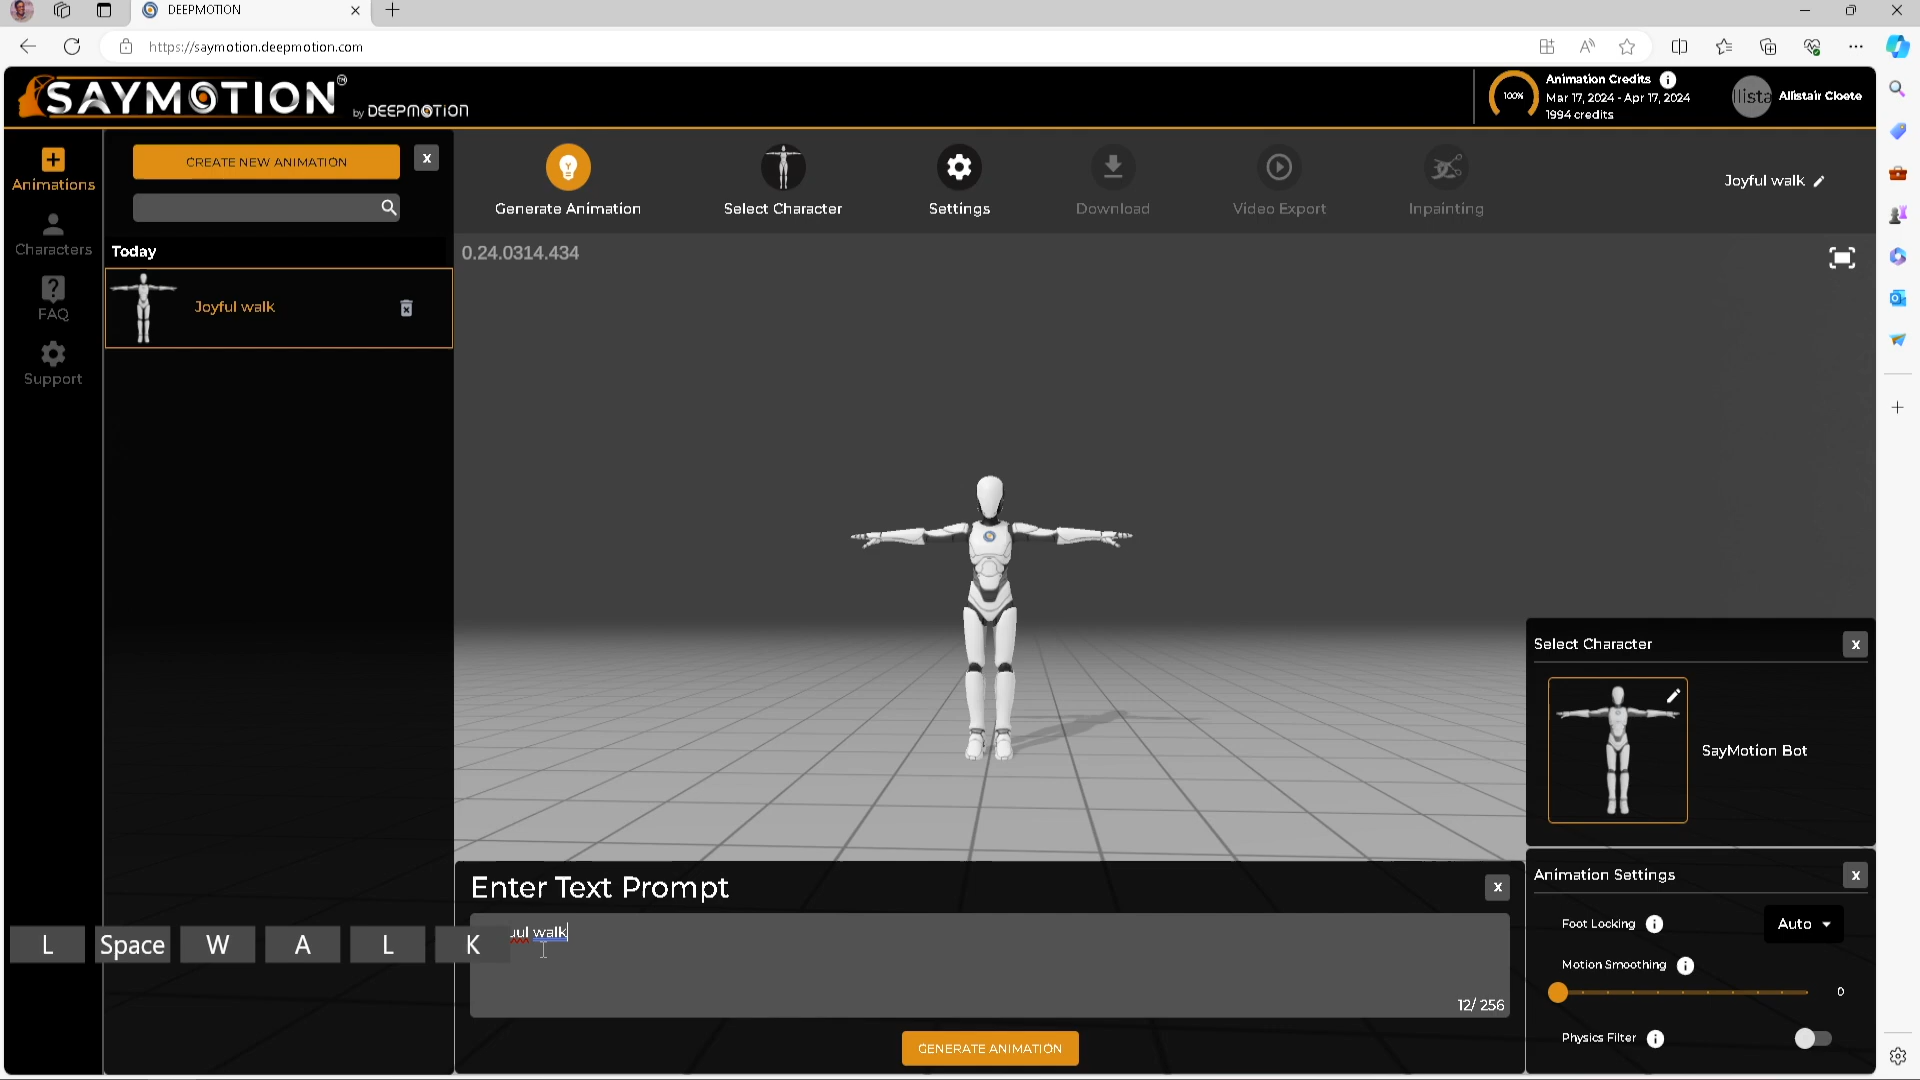 DEEPMOTION
https://saymotion.deepmotion.com
SAYMOTION™
by DEEPMOTION
100%
Animation Credits
Mar 17, 2024 - Apr 17, 2024
1994 credits
llista
Allistair Cloete
Animations
Characters
FAQ
Support
CREATE NEW ANIMATION
x
Today
Joyful walk
Generate Animation
Select Character
Settings
Download
Video Export
Inpainting
Joyful walk
0.24.0314.434
Select Character
x
SayMotion Bot
Enter Text Prompt
x
uul walk
12/ 256
GENERATE ANIMATION
L Space W A L K
Animation Settings
x
Foot Locking
Auto
Motion Smoothing
0
Physics Filter